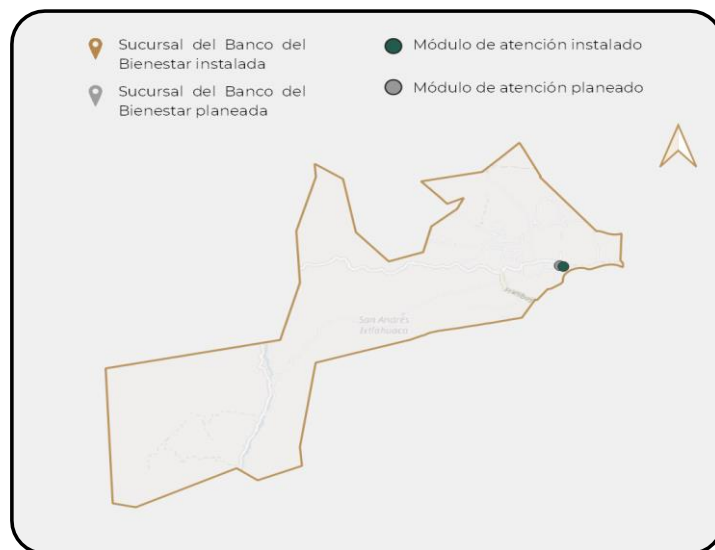 Sucursal del Banco del
Bienestar instalada
Sucursal del Banco del
Bienestar planeada
Módulo de atención instalado
Módulo de atención planeado
San Andrés
Ixtlahuaca